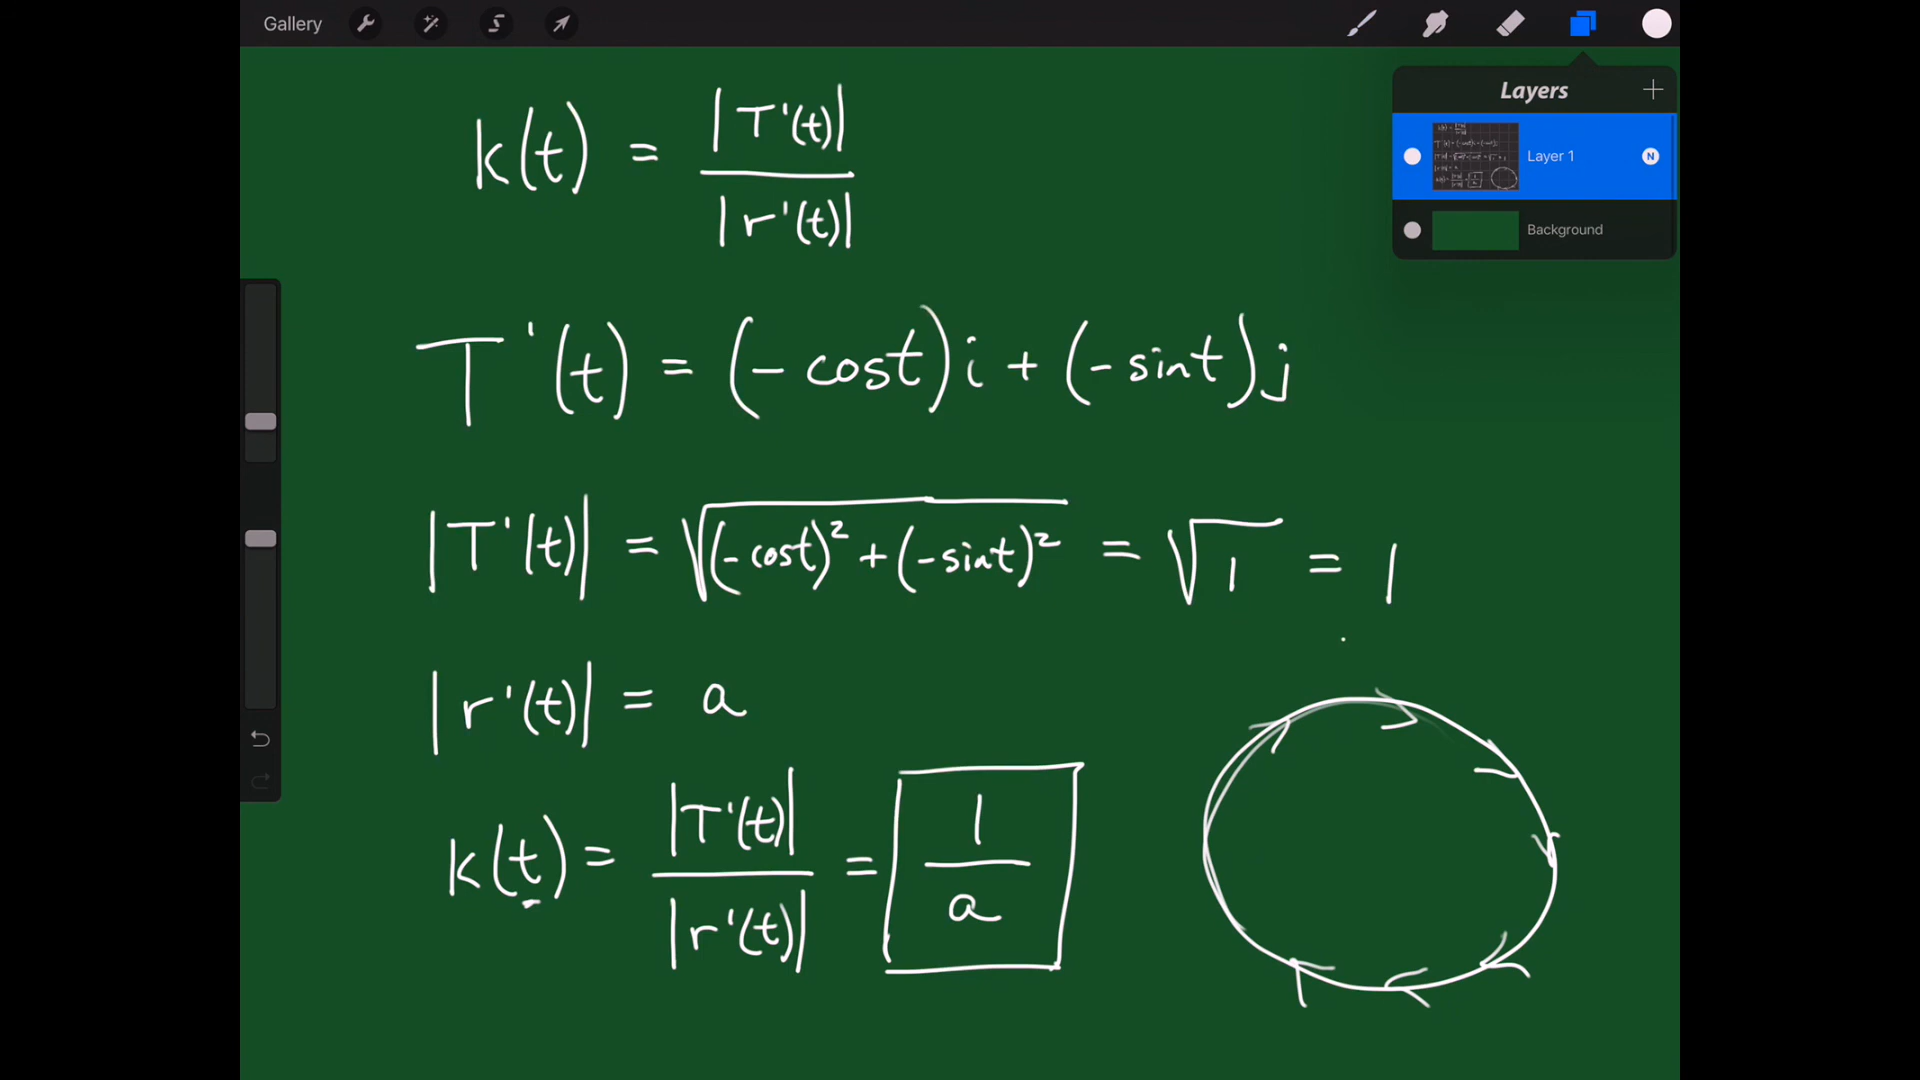 Gallery
Layers
Layer 1 N
Background
k(t) = |T'(t)| / |r'(t)|
T'(t) = (- cost)i + (-sint)j
|T'(t)| = √(-cost)² + (-sint)² = √1 = 1
|r'(t)| = a
k(t) = |T'(t)| / |r'(t)| = 1 / a